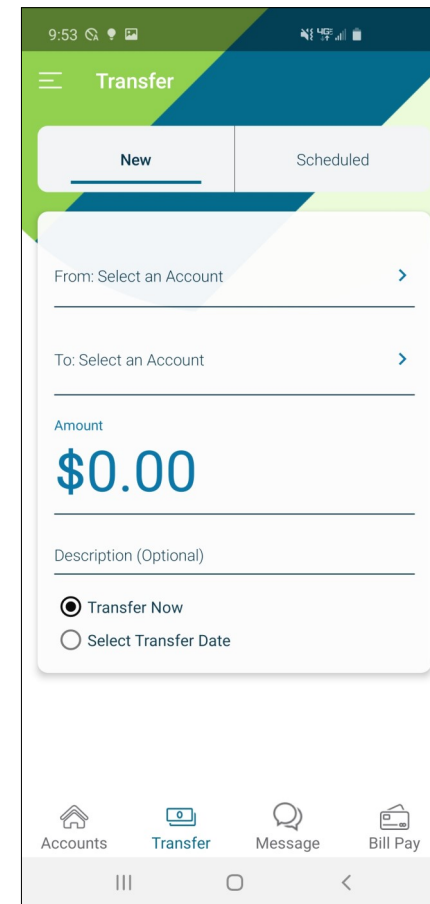 9:53 4GE
Transfer
New Scheduled
From: Select an Account
To: Select an Account
Amount
$0.00
Description (Optional)
Transfer Now
Select Transfer Date
Accounts Transfer Message Bill Pay